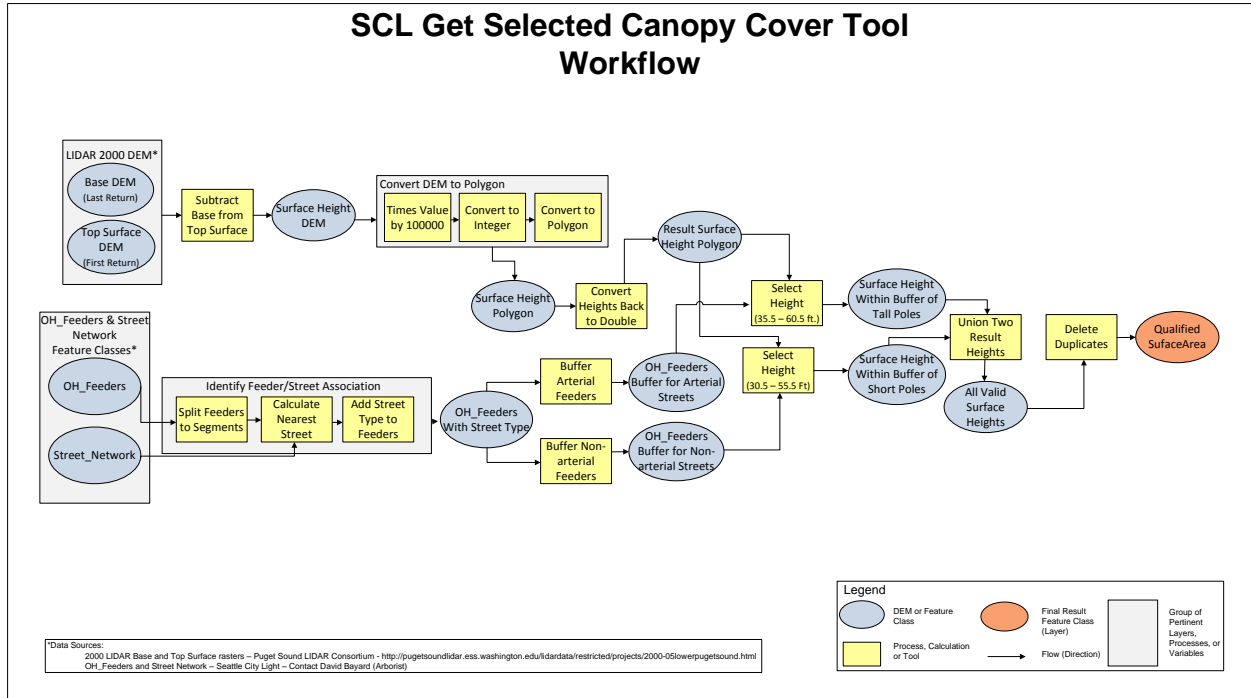 SCL Get Selected Canopy Cover Tool
Workflow
LIDAR 2000 DEM*
Base DEM
(Last Return)
Top Surface
DEM
(First Return)
Subtract
Base from
Top Surface
Surface Height
DEM
Convert DEM to Polygon
Times Value
by 100000
Convert to
Integer
Convert to
Polygon
Surface Height
Polygon
Convert
Heights Back
to Double
Result Surface
Height Polygon
Select
Height
(35.5 – 60.5 ft.)
Surface Height
Within Buffer of
Tall Poles
Select
Height
(30.5 – 55.5 Ft)
Surface Height
Within Buffer of
Short Poles
Union Two
Result
Heights
All Valid
Surface
Heights
Delete
Duplicates
Qualified
SufaceArea
OH_Feeders & Street
Network
Feature Classes*
OH_Feeders
Street_Network
Identify Feeder/Street Association
Split Feeders
to Segments
Calculate
Nearest
Street
Add Street
Type to
Feeders
OH_Feeders
With Street Type
Buffer
Arterial
Feeders
OH_Feeders
Buffer for Arterial
Streets
Buffer Non-
arterial
Feeders
OH_Feeders
Buffer for Non-
arterial Streets
Legend
DEM or Feature
Class
Final Result
Feature Class
(Layer)
Group of
Pertinent
Layers,
Processes, or
Variables
Process, Calculation
or Tool
Flow (Direction)
*Data Sources:
2000 LIDAR Base and Top Surface rasters – Puget Sound LIDAR Consortium - http://pugetsoundlidar.ess.washington.edu/lidardata/restricted/projects/2000-05lowerpugetsound.html
OH_Feeders and Street Network – Seattle City Light – Contact David Bayard (Arborist)